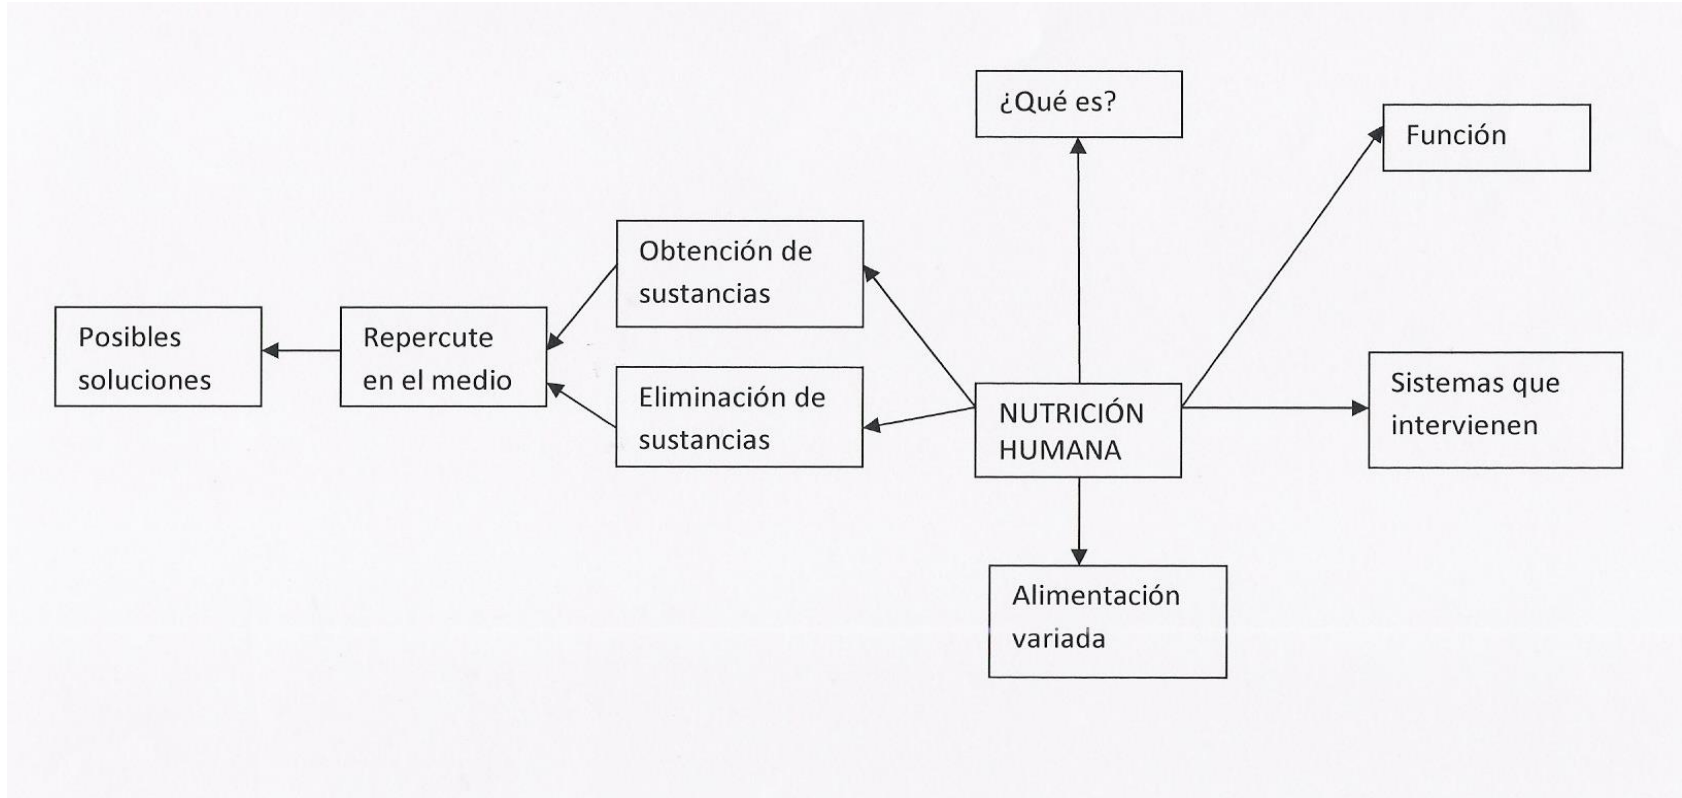 ¿Qué es?
Función
Obtención de
sustancias
Posibles
soluciones
Repercute
en el medio
Eliminación de
sustancias
NUTRICIÓN
HUMANA
Sistemas que
intervienen
Alimentación
variada